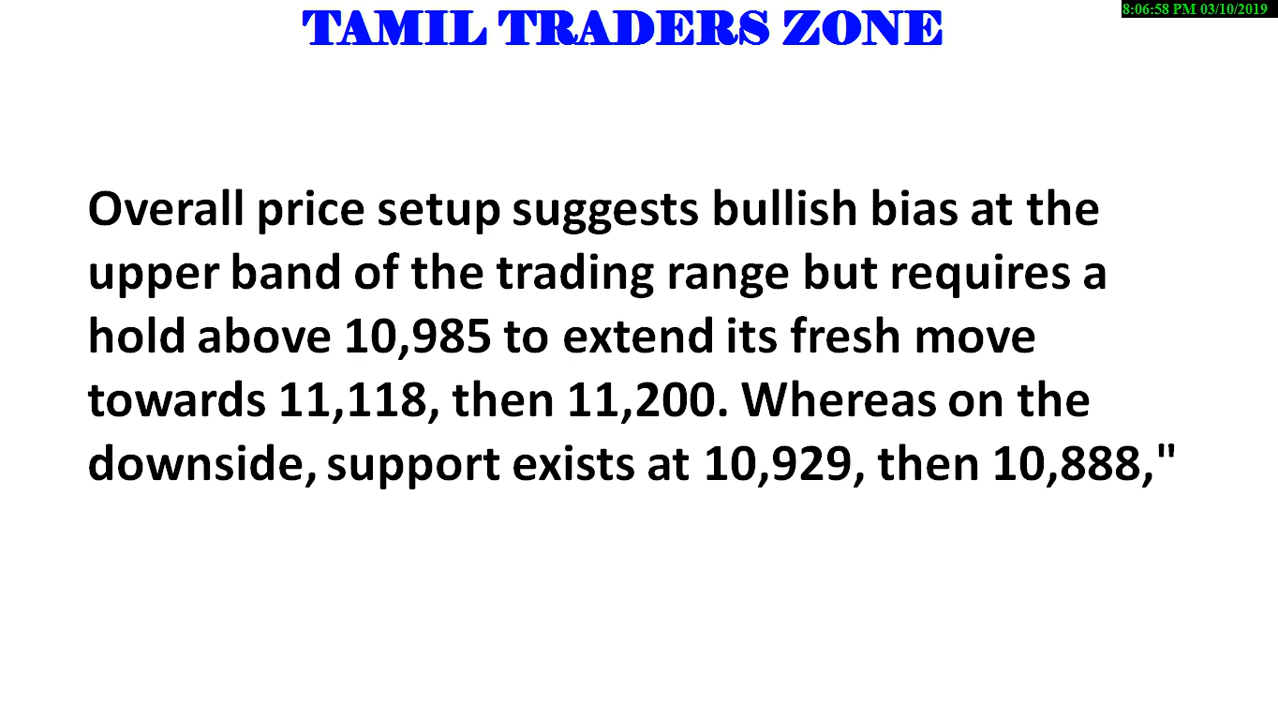 TAMIL TRADERS ZONE
8:06:58 PM 03/10/2019
Overall price setup suggests bullish bias at the
upper band of the trading range but requires a
hold above 10,985 to extend its fresh move
towards 11,118, then 11,200. Whereas on the
downside, support exists at 10,929, then 10,888,"